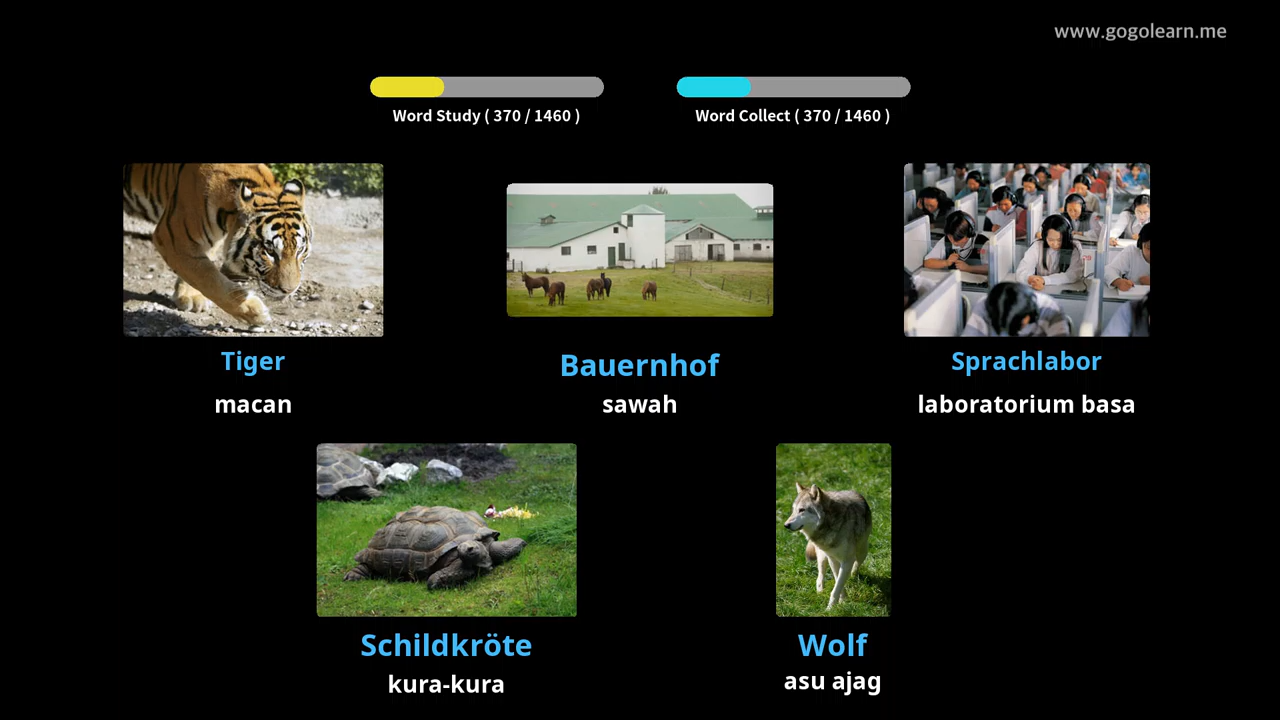 www.gogolearn.me
Word Study ( 370 / 1460 )
Word Collect ( 370 / 1460 )
Tiger
macan
Bauernhof
sawah
Sprachlabor
laboratorium basa
Schildkröte
kura-kura
Wolf
asu ajag